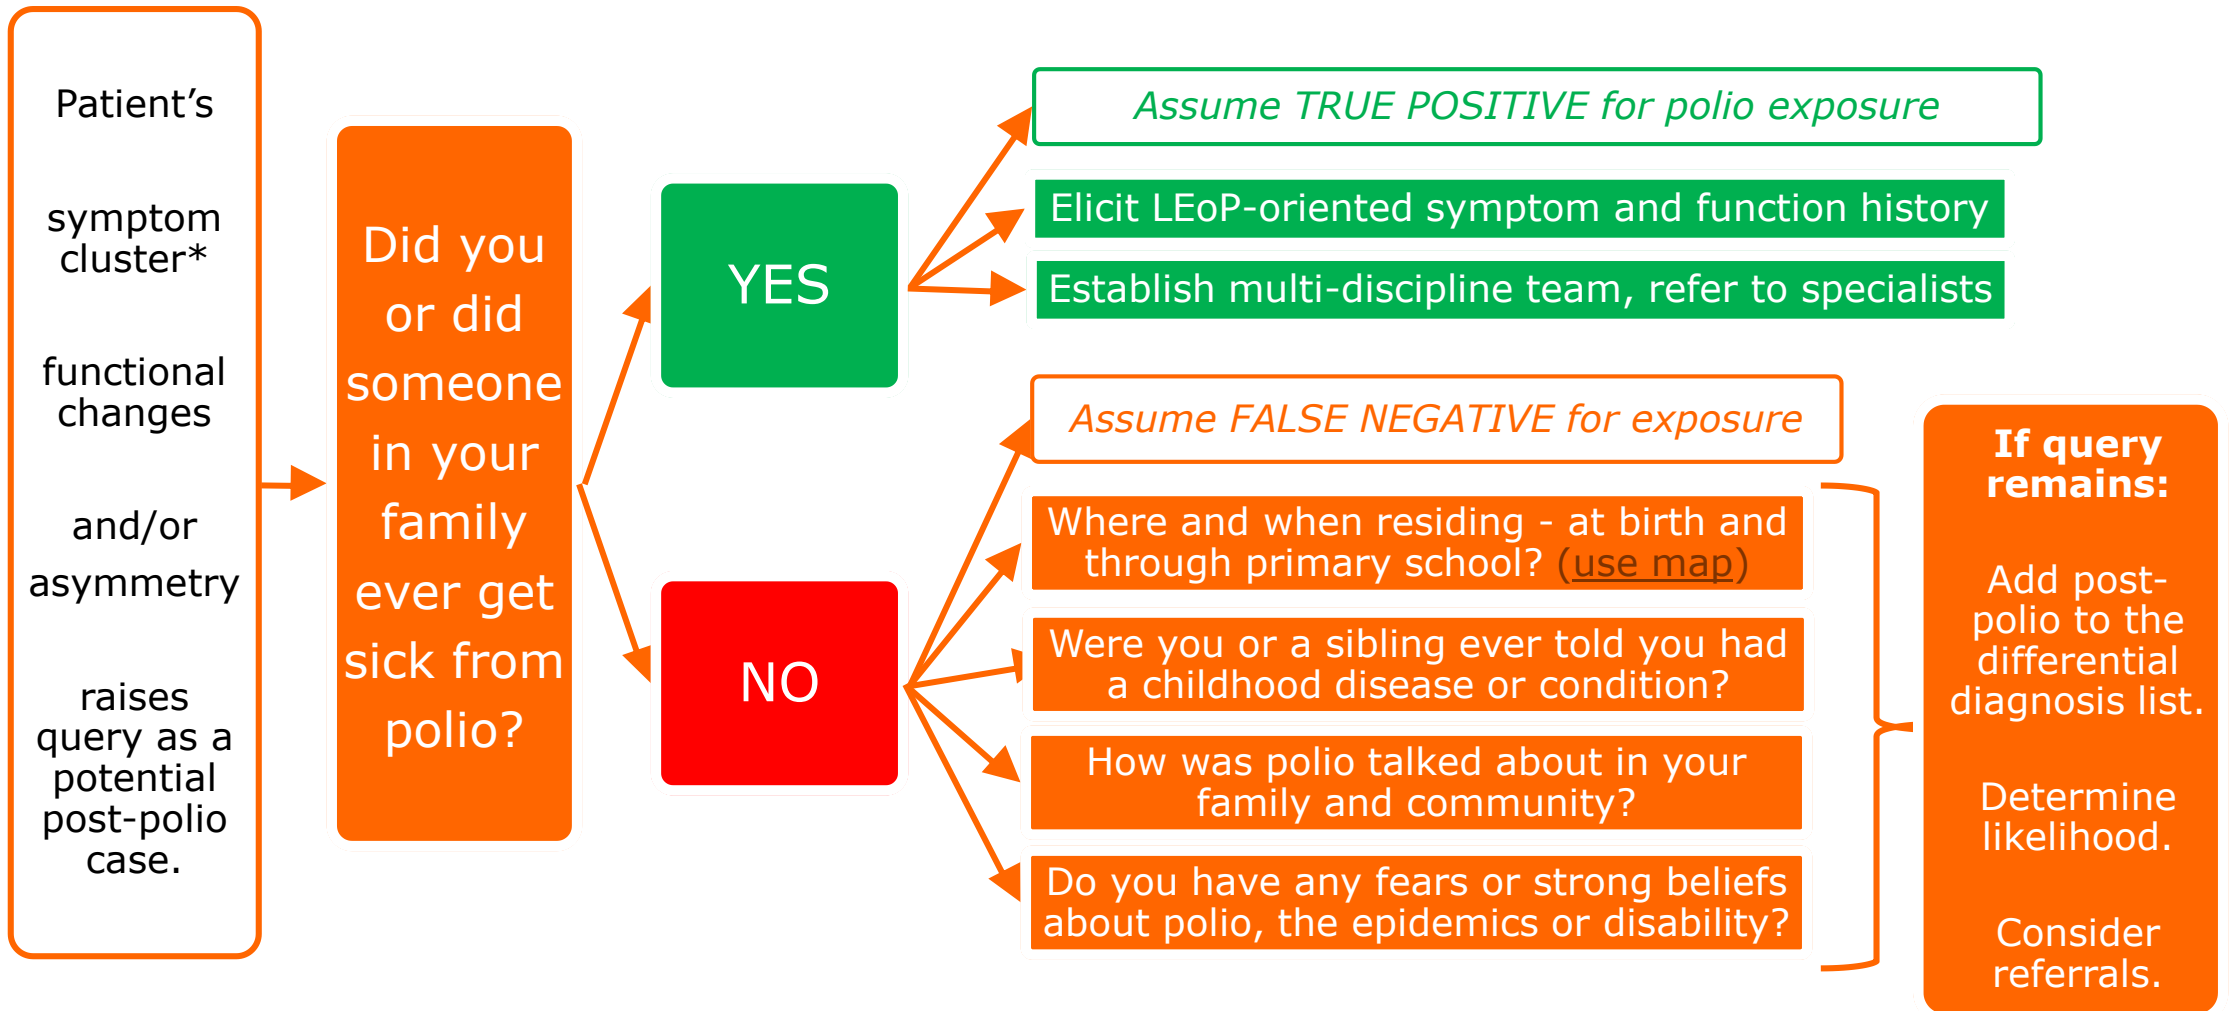 Patient’s
symptom
cluster*
functional
changes
and/or
asymmetry
raises
query as a
potential
post-polio
case.
Did you
or did
someone
in your
family
ever get
sick from
polio?
YES
Assume TRUE POSITIVE for polio exposure
Elicit LEoP-oriented symptom and function history
Establish multi-discipline team, refer to specialists
NO
Assume FALSE NEGATIVE for exposure
Where and when residing - at birth and
through primary school? (use map)
Were you or a sibling ever told you had
a childhood disease or condition?
How was polio talked about in your
family and community?
Do you have any fears or strong beliefs
about polio, the epidemics or disability?
If query
remains:
Add post-
polio to the
differential
diagnosis list.
Determine
likelihood.
Consider
referrals.